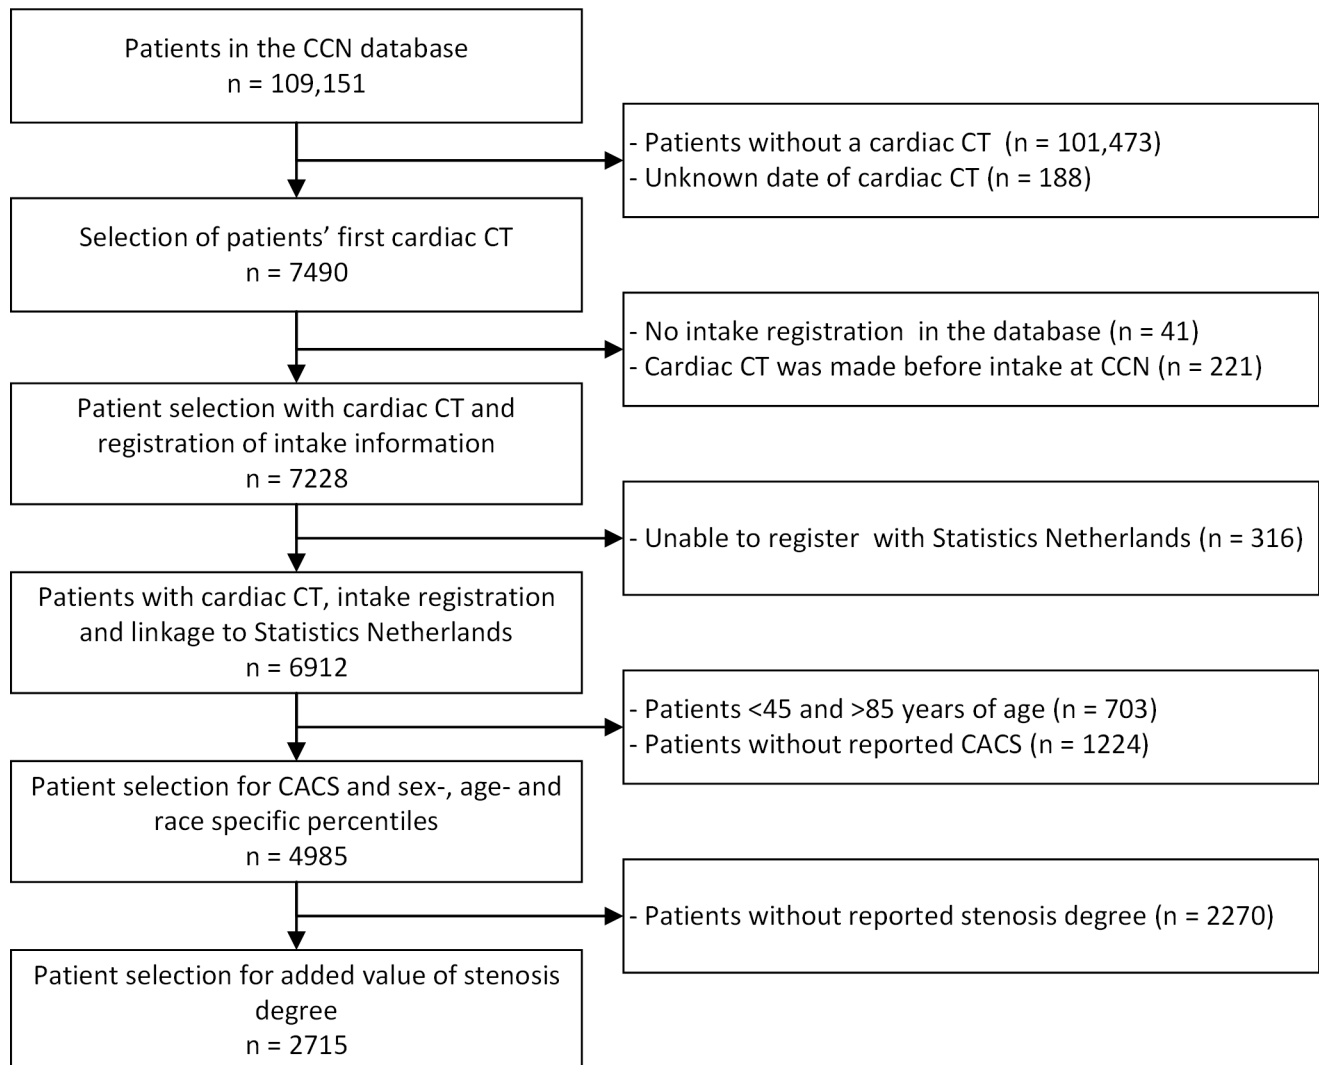 Patients in the CCN database
n = 109,151
- Patients without a cardiac CT  (n = 101,473)
- Unknown date of cardiac CT (n = 188)
Selection of patients’ first cardiac CT
n = 7490
- No intake registration  in the database (n = 41)
- Cardiac CT was made before intake at CCN (n = 221)
Patient selection with cardiac CT and
registration of intake information
n = 7228
- Unable to register  with Statistics Netherlands (n = 316)
Patients with cardiac CT, intake registration
and linkage to Statistics Netherlands
n = 6912
- Patients <45 and >85 years of age (n = 703)
- Patients without reported CACS (n = 1224)
Patient selection for CACS and sex-, age- and
race specific percentiles
n = 4985
- Patients without reported stenosis degree (n = 2270)
Patient selection for added value of stenosis
degree
n = 2715